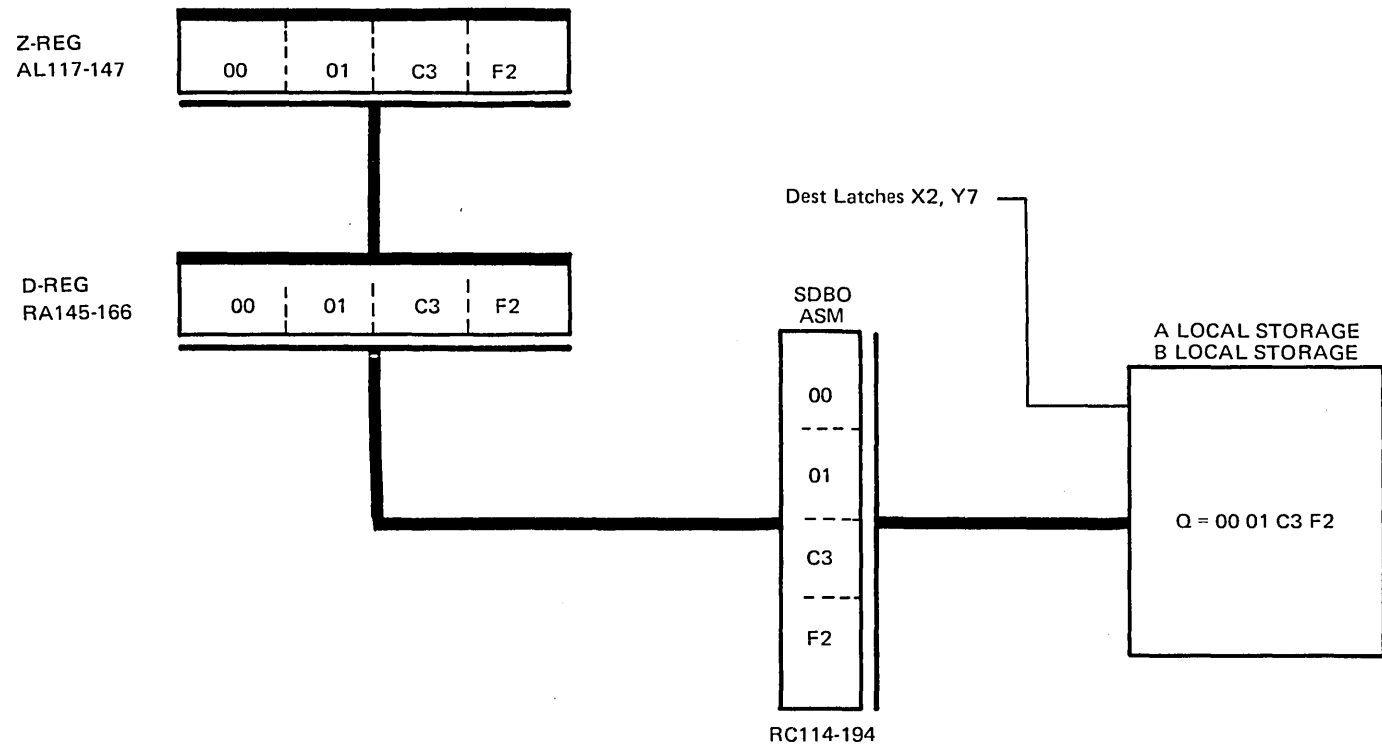 Z-REG
AL117-147
00 01 C3 F2
Dest Latches X2, Y7
D-REG
RA145-166
00 01 C3 F2
SDBO
ASM
00
01
C3
F2
RC114-194
A LOCAL STORAGE
B LOCAL STORAGE
Q = 00 01 C3 F2